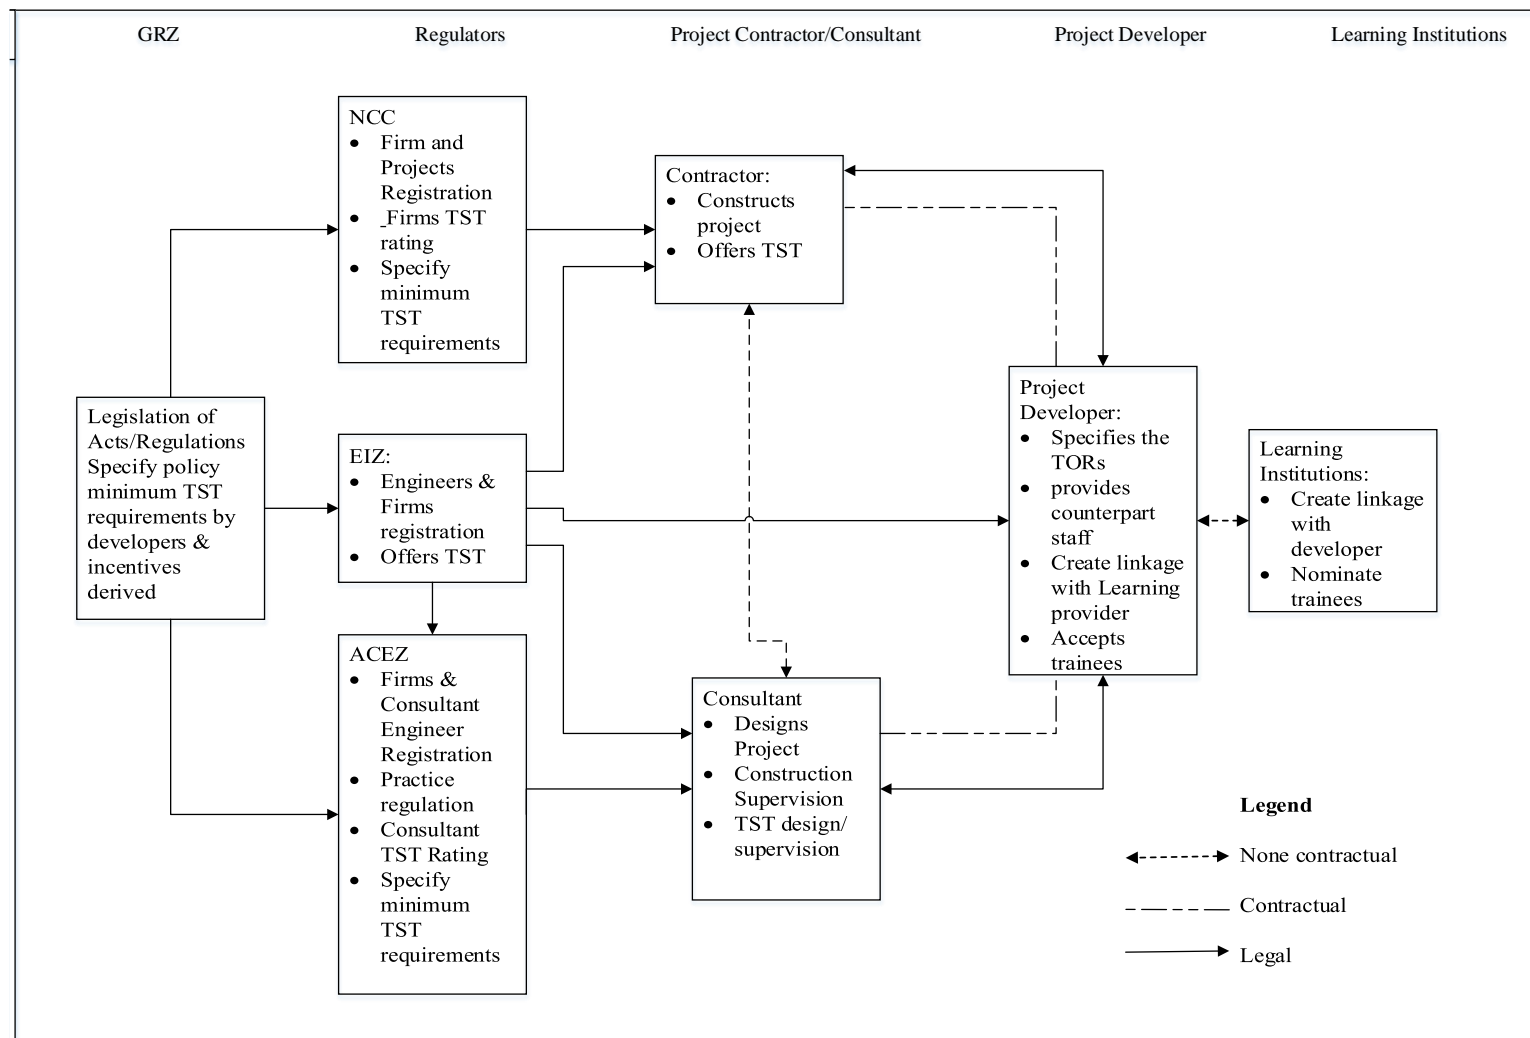 GRZ
Regulators
Project Contractor/Consultant
Project Developer
Learning Institutions
NCC
• Firm and
Projects
Registration
• _Firms TST
rating
• Specify
minimum
TST
requirements
Contractor:
• Constructs
project
• Offers TST
Legislation of
Acts/Regulations
Specify policy
minimum TST
requirements by
developers &
incentives
derived
EIZ:
• Engineers &
Firms
registration
• Offers TST
Project
Developer:
• Specifies the
TORs
• provides
counterpart
staff
• Create linkage
with Learning
provider
• Accepts
trainees
Learning
Institutions:
• Create linkage
with
developer
• Nominate
trainees
ACEZ
• Firms &
Consultant
Engineer
Registration
• Practice
regulation
• Consultant
TST Rating
• Specify
minimum
TST
requirements
Consultant
• Designs
Project
• Construction
Supervision
• TST design/
supervision
Legend
None contractual
Contractual
Legal